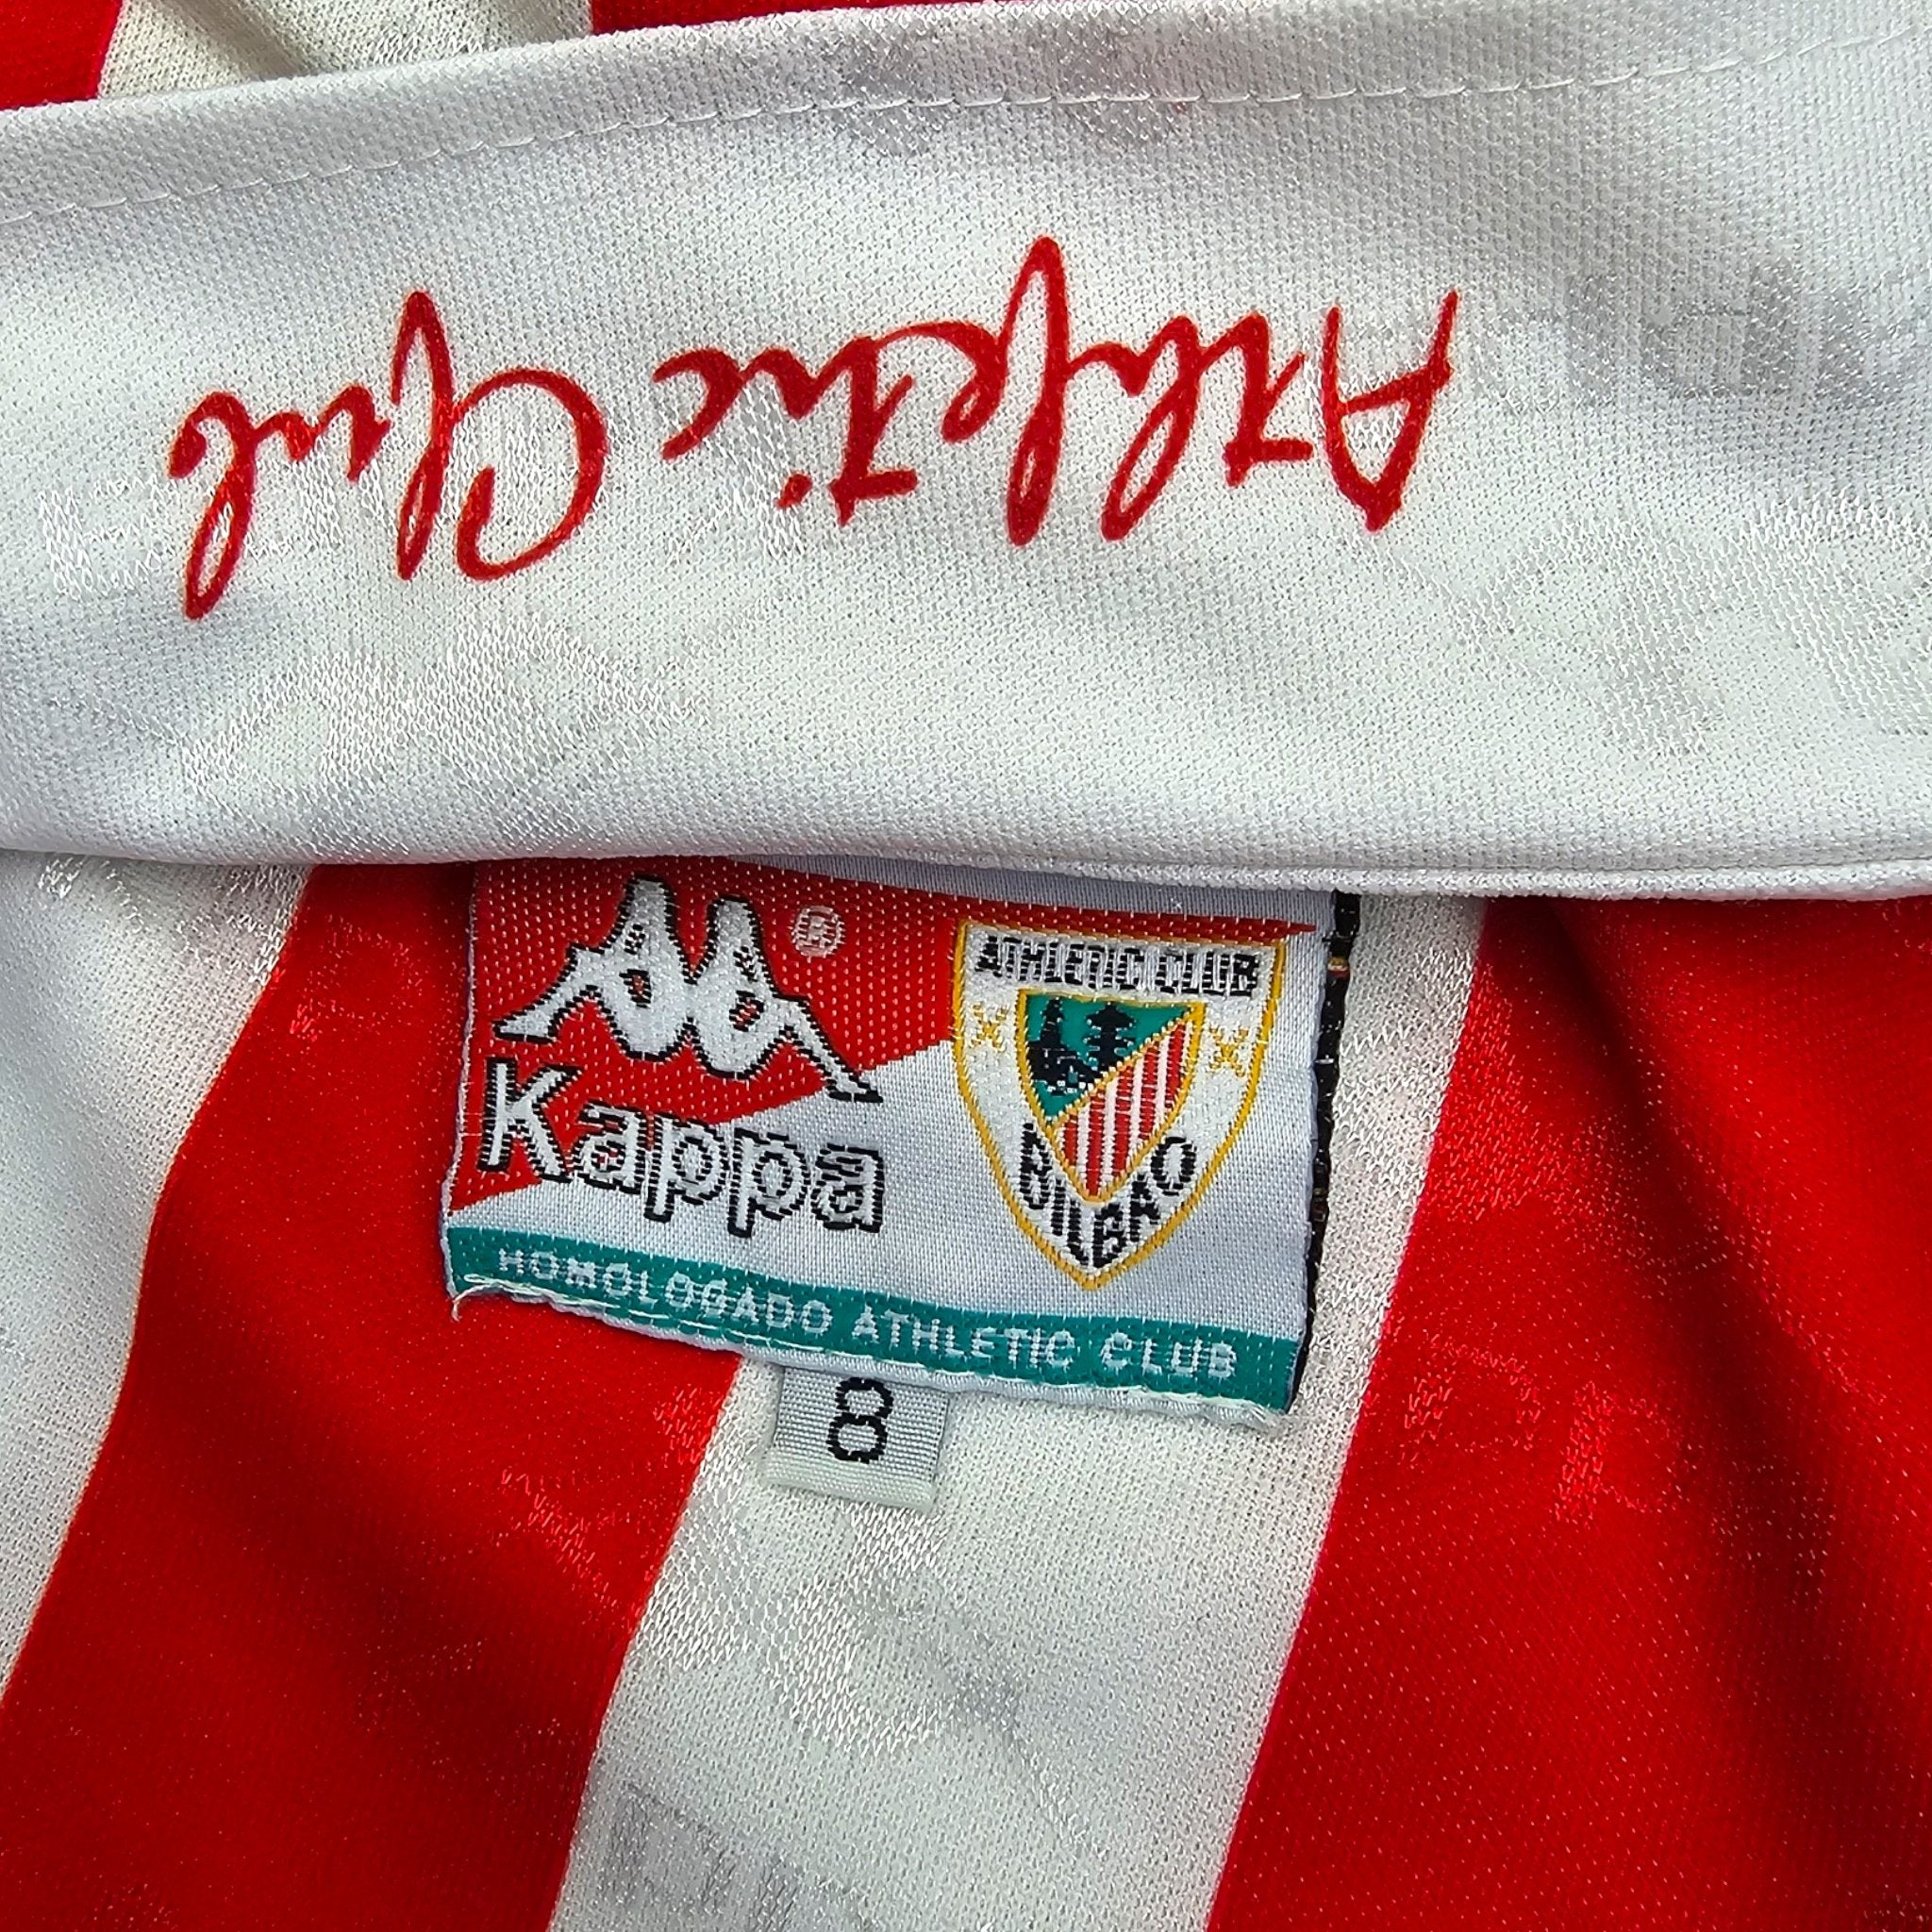 Athletic Club
Kappa®
ATHLETIC CLUB
BILBAO
HOMOLOGADO ATHLETIC CLUB
8